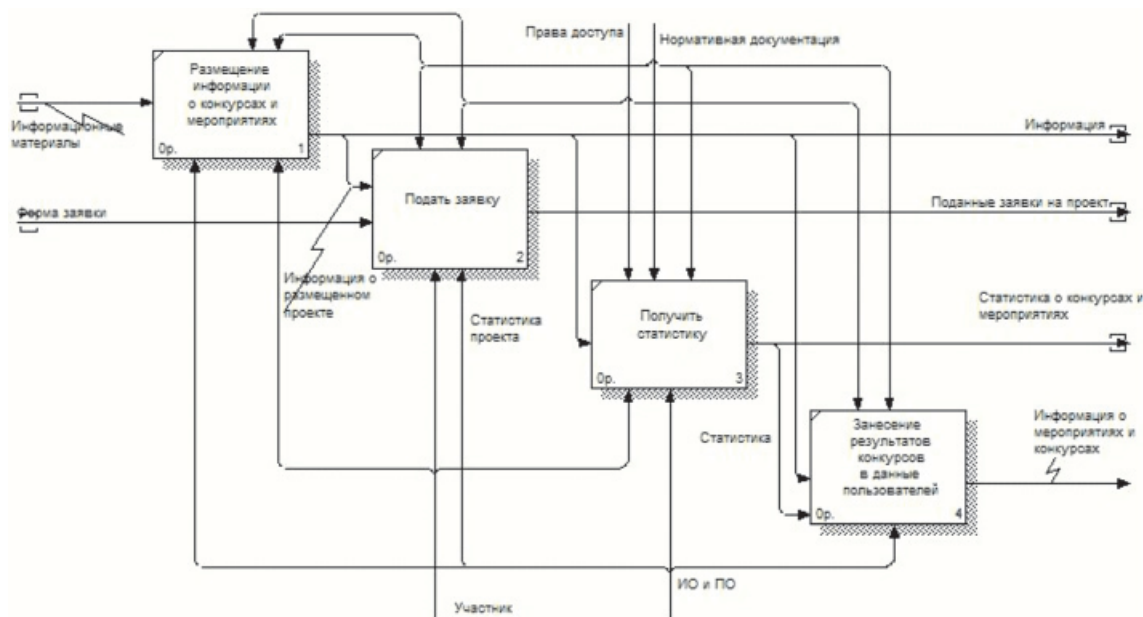 Права доступа
Нормативная документация
Размещение
информации
о конкурсах и
мероприятиях
0р.
1
Информационные
материалы
Информация
Подать заявку
0р.
2
Форма заявки
Поданные заявки на проект
Информация о
размещенном
проекте
Статистика
проекта
Получить
статистику
0р.
3
Статистика о конкурсах и
мероприятиях
Статистика
Занесение
результатов
конкурсов
в данные
пользователей
0р.
4
Информация о
мероприятиях и
конкурсах
ИО и ПО
Участник